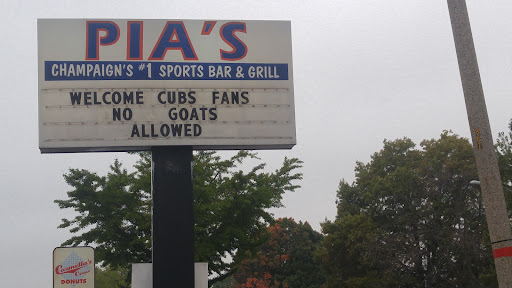 PIA'S
CHAMPAIGN'S #1 SPORTS BAR & GRILL
WELCOME CUBS FANS
NO GOATS
ALLOWED
DONUTS